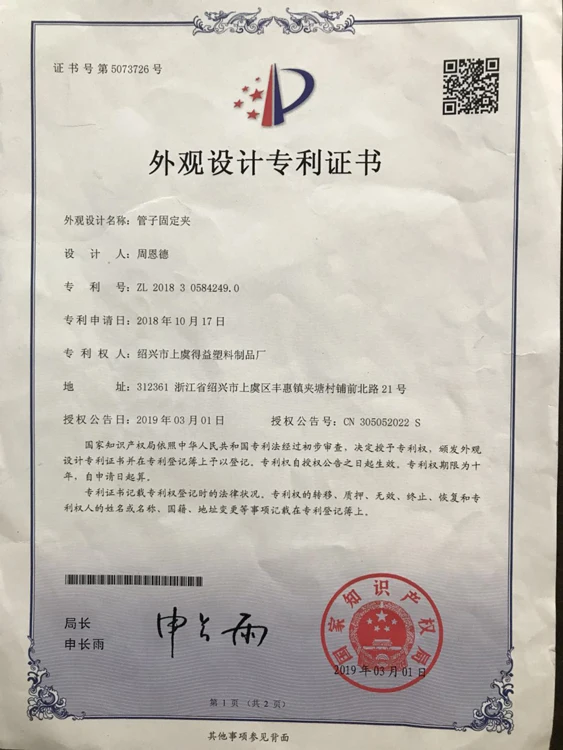 证书号第5073726号
外观设计专利证书
外观设计名称：管子固定夹
设计人：周恩德
专利号：ZL 2018 3 0584249.0
专利申请日：2018年10月17日
专利权人：绍兴市上虞得益塑料制品厂
地址：312361 浙江省绍兴市上虞区丰惠镇夹塘村铺前北路21号
授权公告日：2019年03月01日 授权公告号：CN 305052022 S
国家知识产权局依照中华人民共和国专利法经过初步审查，决定授予专利权，颁发外观
设计专利证书并在专利登记簿上予以登记。专利权自授权公告之日起生效。专利权期限为十
年，自申请日起算。
专利证书记载专利权登记时的法律状况。专利权的转移、质押、无效、终止、恢复和专
利权人的姓名或名称、国籍、地址变更等事项记载在专利登记簿上。
局长
申长雨
申长雨
国家知识产权局
2019年03月01日
第1页（共2页）
其他事项参见背面